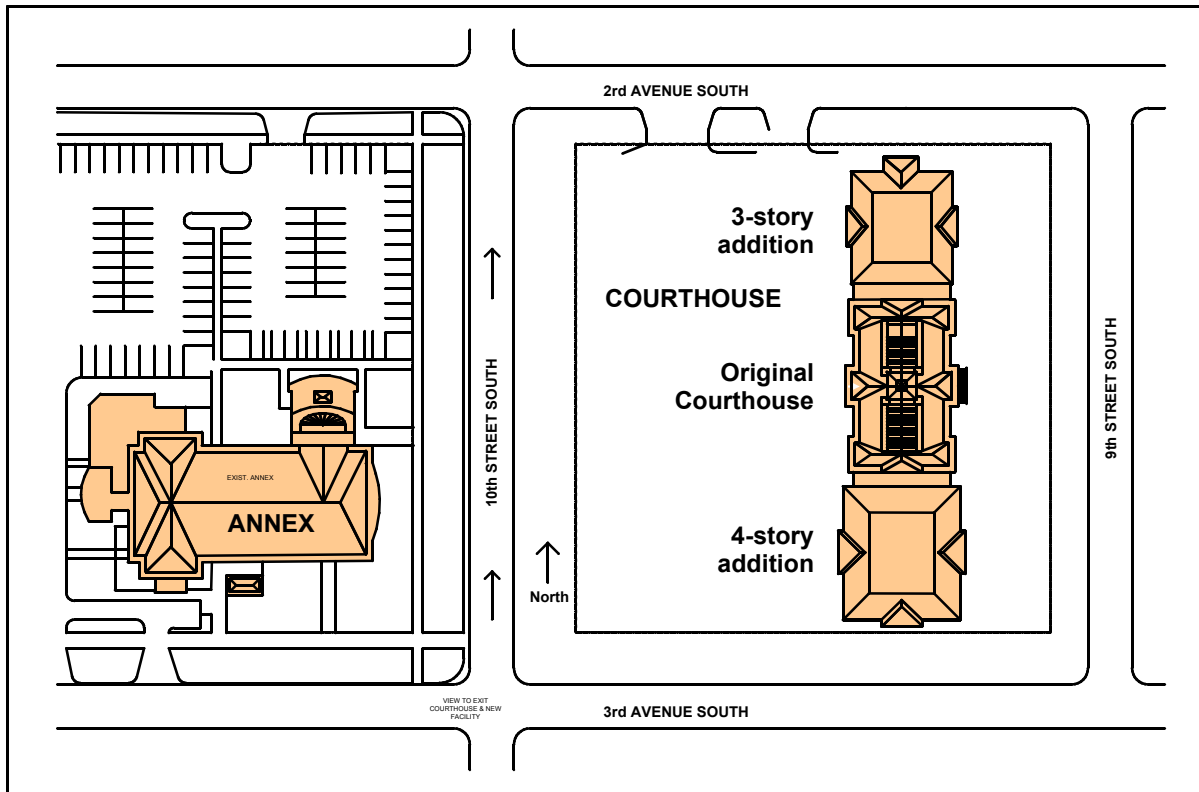 2rd AVENUE SOUTH
3-story
addition
COURTHOUSE
Original
Courthouse
9th STREET SOUTH
10th STREET SOUTH
EXIST. ANNEX
ANNEX
4-story
addition
North
VIEW TO EXIT
COURTHOUSE & NEW
FACILITY
3rd AVENUE SOUTH